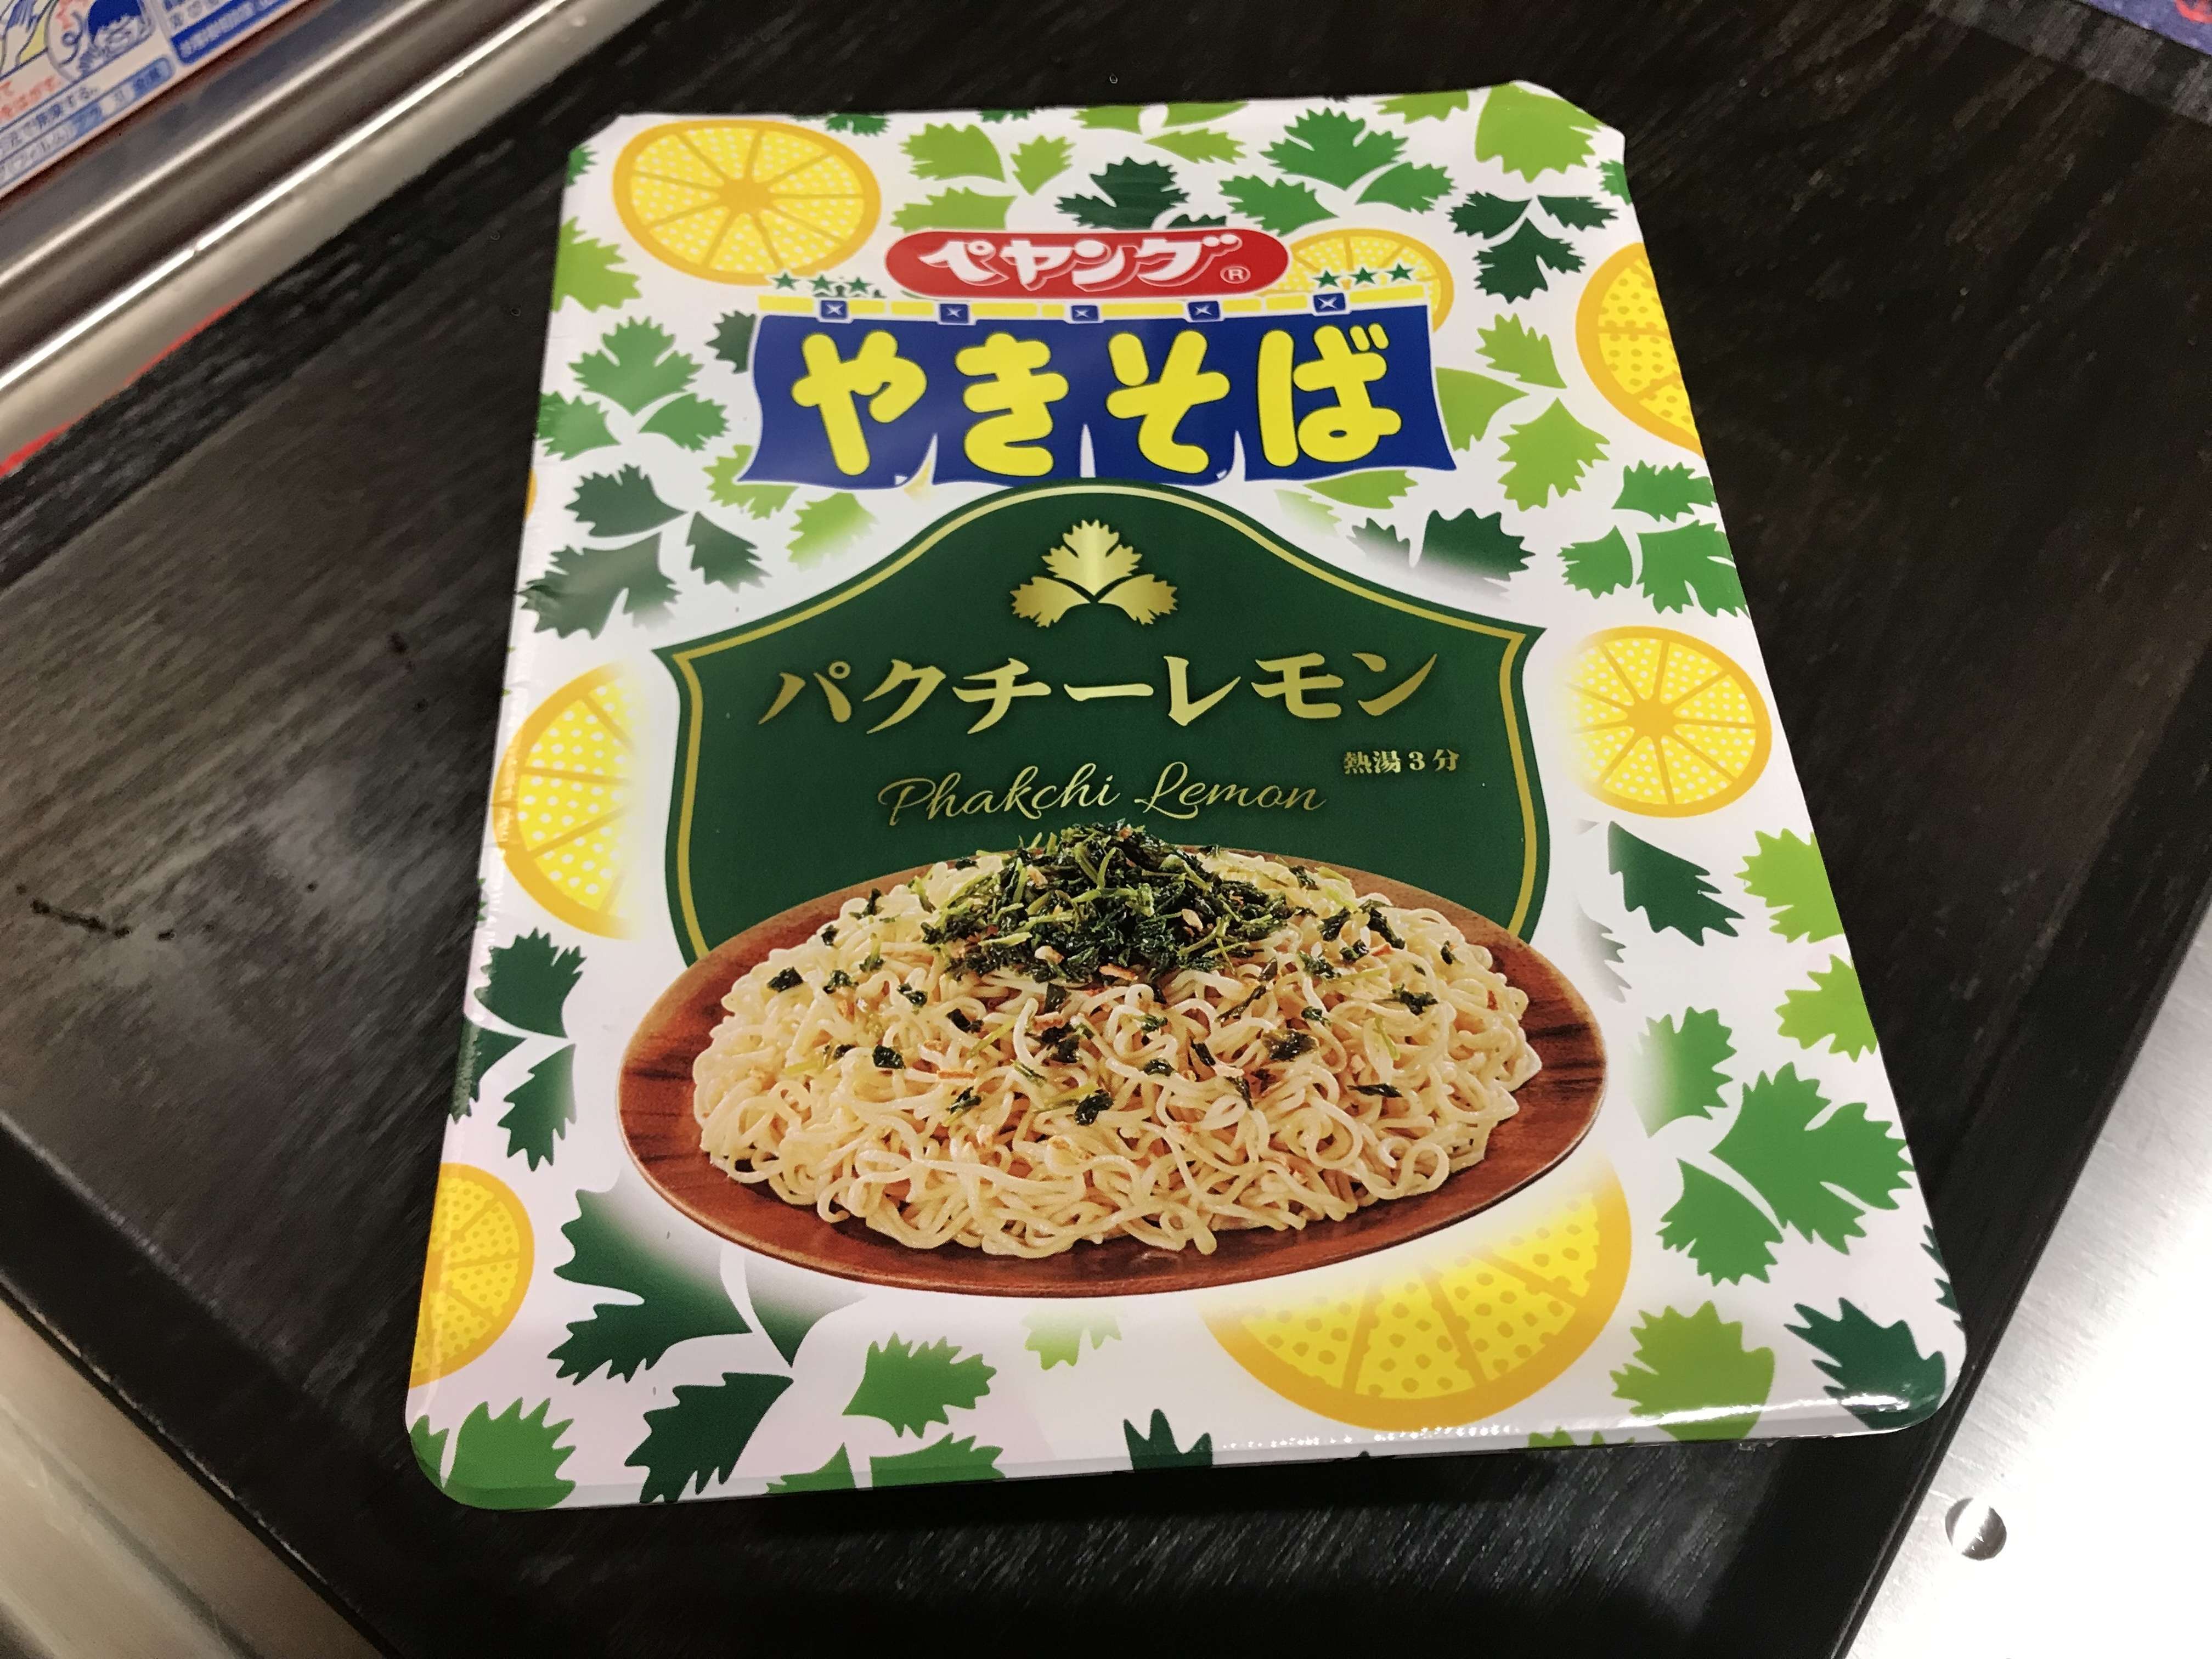 ペヤング®
やきそば
パクチーレモン
熱湯3分
Phakchi Lemon